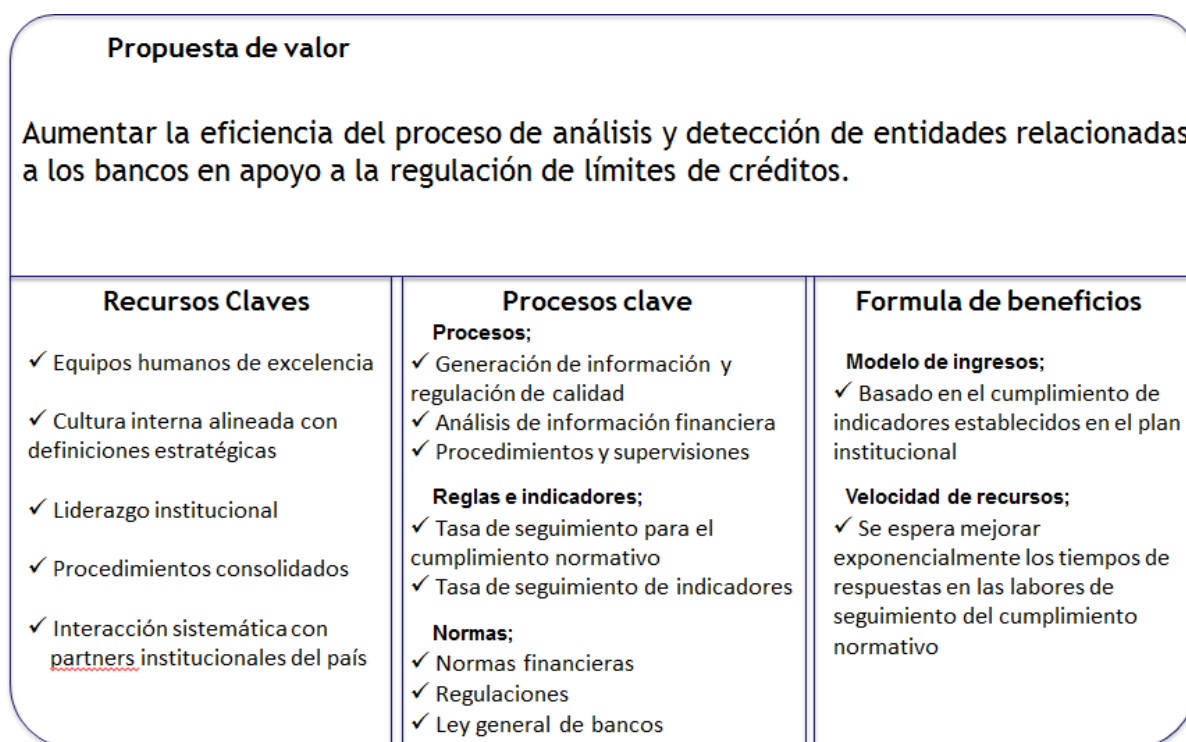 Propuesta de valor
Aumentar la eficiencia del proceso de análisis y detección de entidades relacionadas
a los bancos en apoyo a la regulación de límites de créditos.
Recursos Claves
✓ Equipos humanos de excelencia
✓ Cultura interna alineada con
definiciones estratégicas
✓ Liderazgo institucional
✓ Procedimientos consolidados
✓ Interacción sistemática con
partners institucionales del país
Procesos clave
Procesos;
✓ Generación de información y
regulación de calidad
✓ Análisis de información financiera
✓ Procedimientos y supervisiones
Reglas e indicadores;
✓ Tasa de seguimiento para el
cumplimiento normativo
✓ Tasa de seguimiento de indicadores
Normas;
✓ Normas financieras
✓ Regulaciones
✓ Ley general de bancos
Formula de beneficios
Modelo de ingresos;
✓ Basado en el cumplimiento de
indicadores establecidos en el plan
institucional
Velocidad de recursos;
✓ Se espera mejorar
exponencialmente los tiempos de
respuestas en las labores de
seguimiento del cumplimiento
normativo